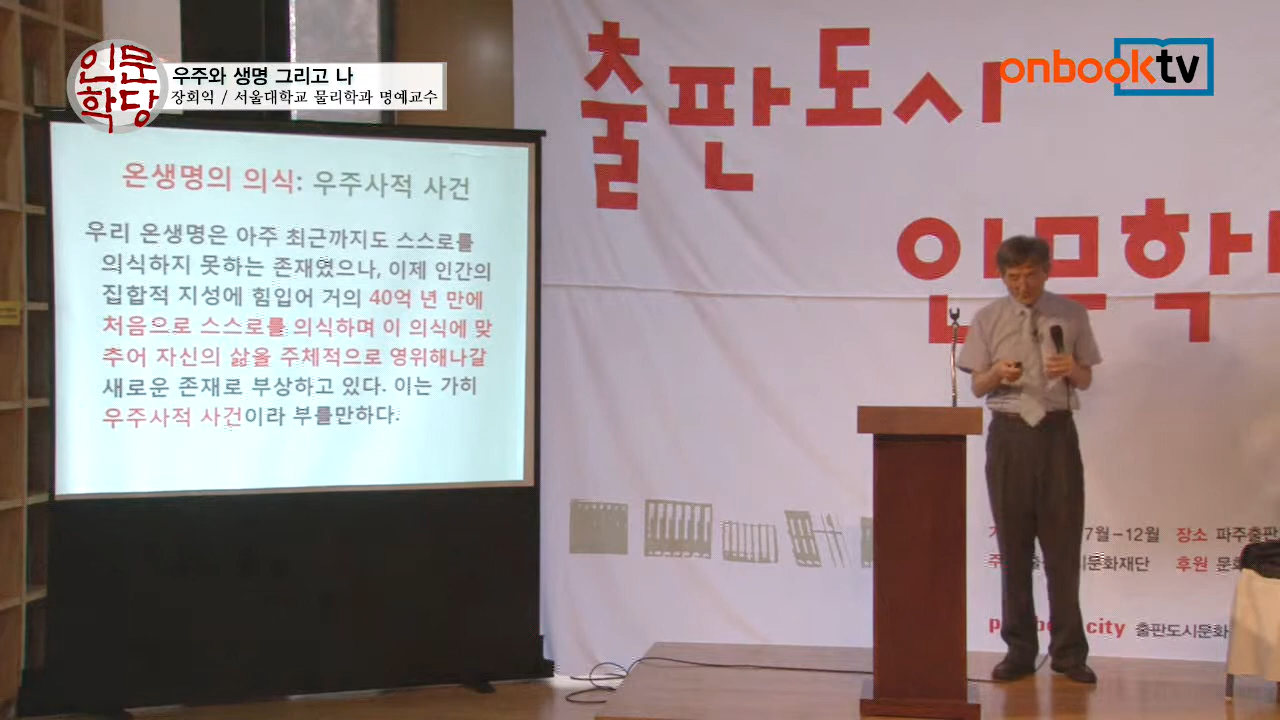 인문
학당
우주와 생명 그리고 나
장회익 / 서울대학교 물리학과 명예교수
onbooktv
출판도시
인문학
온생명의 의식: 우주사적 사건
우리 온생명은 아주 최근까지도 스스로를
의식하지 못하는 존재였으나, 이제 인간의
집합적 지성에 힘입어 거의 40억 년 만에
처음으로 스스로를 의식하며 이 의식에 맞
추어 자신의 삶을 주체적으로 영위해나갈
새로운 존재로 부상하고 있다. 이는 가히
우주사적 사건이라 부를만하다.
7월-12월 장소 파주출판
시문화재단 후원 문화
city 출판도시문화